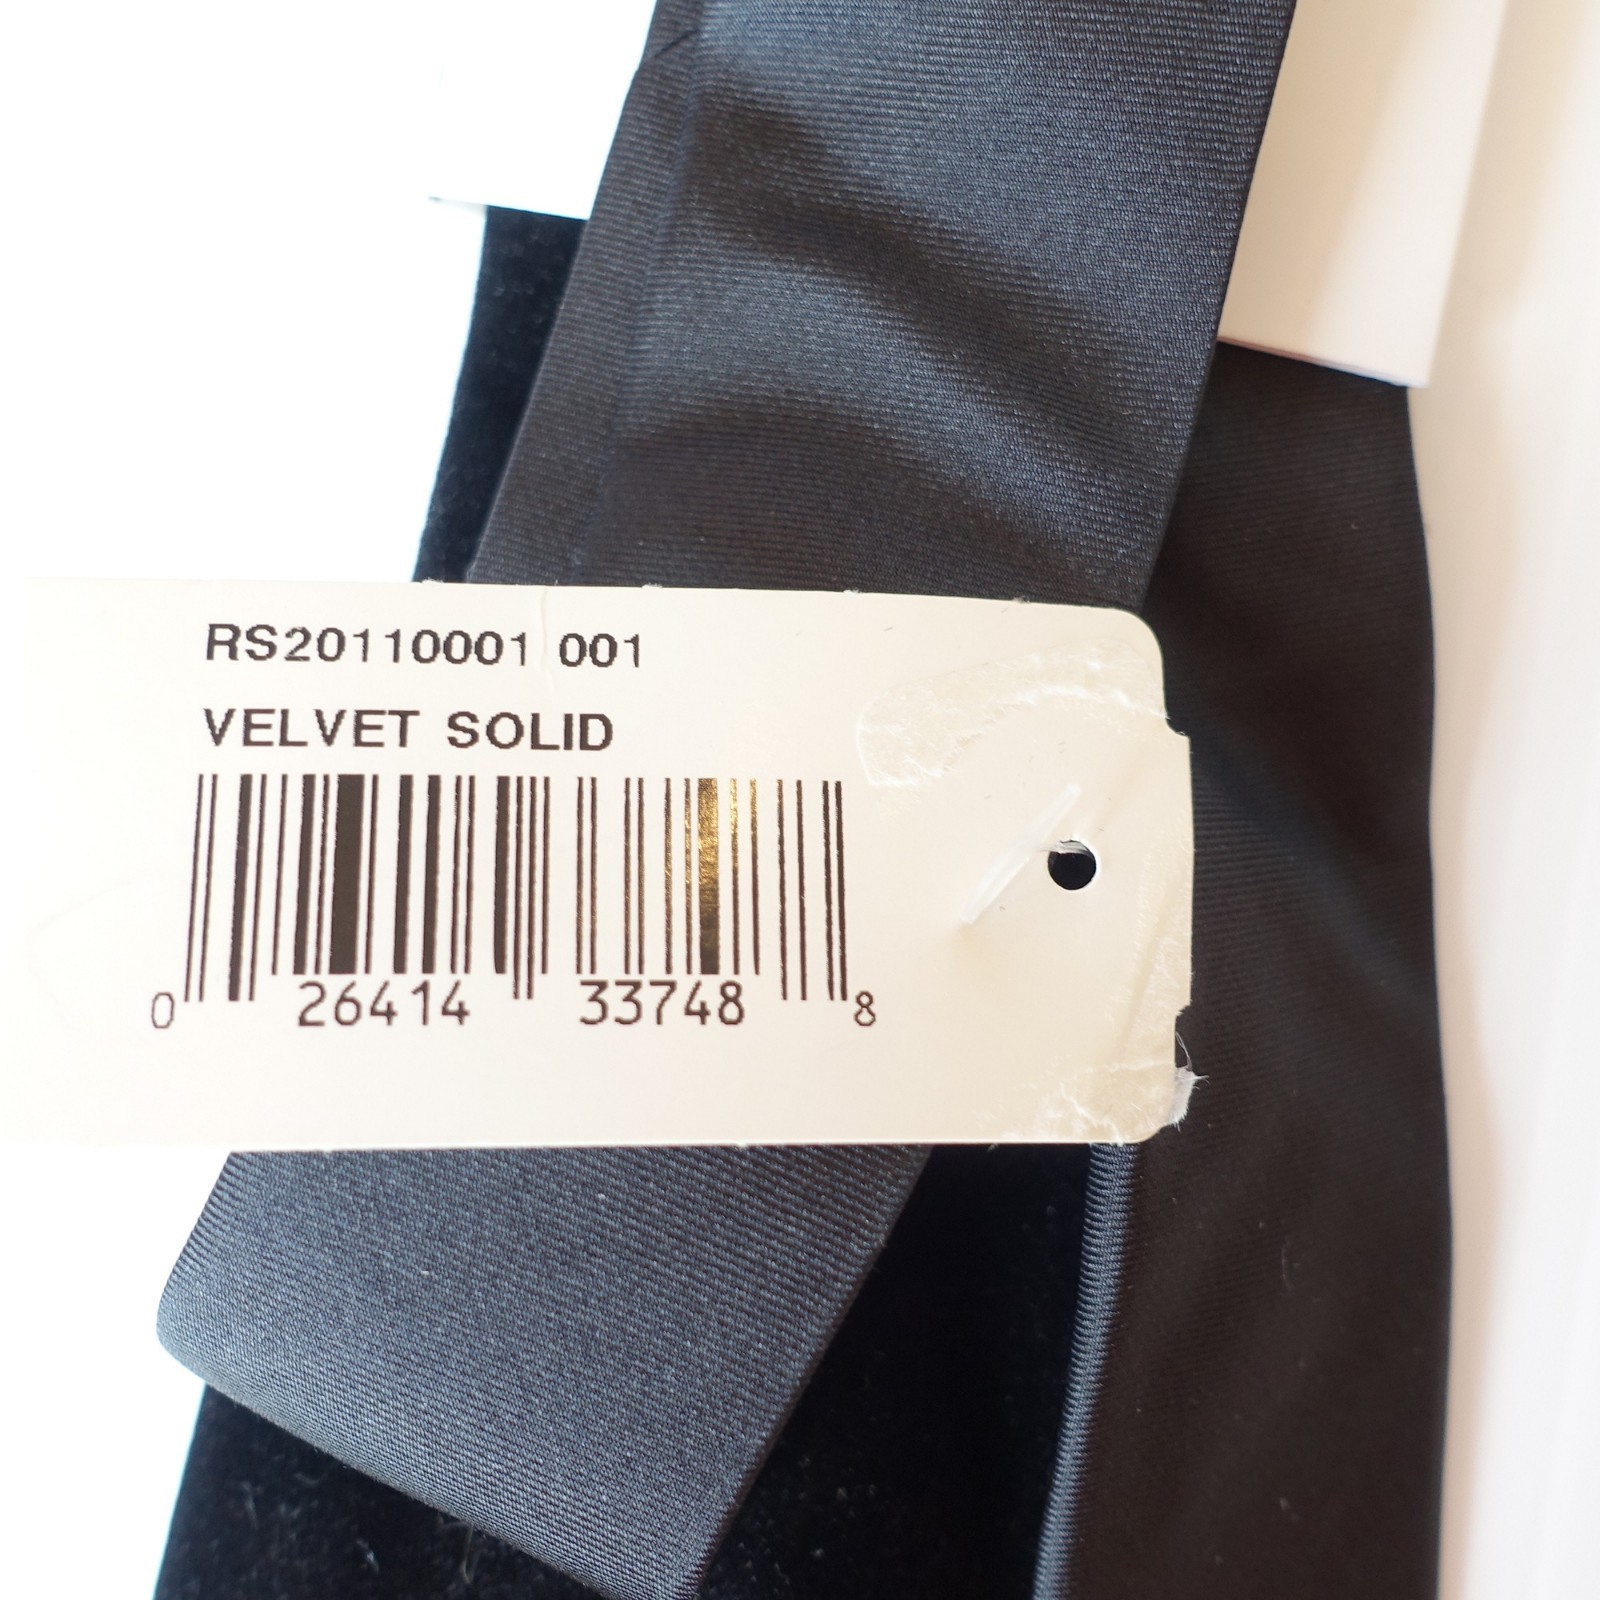 RS20110001 001
VELVET SOLID
0 26414 33748 8